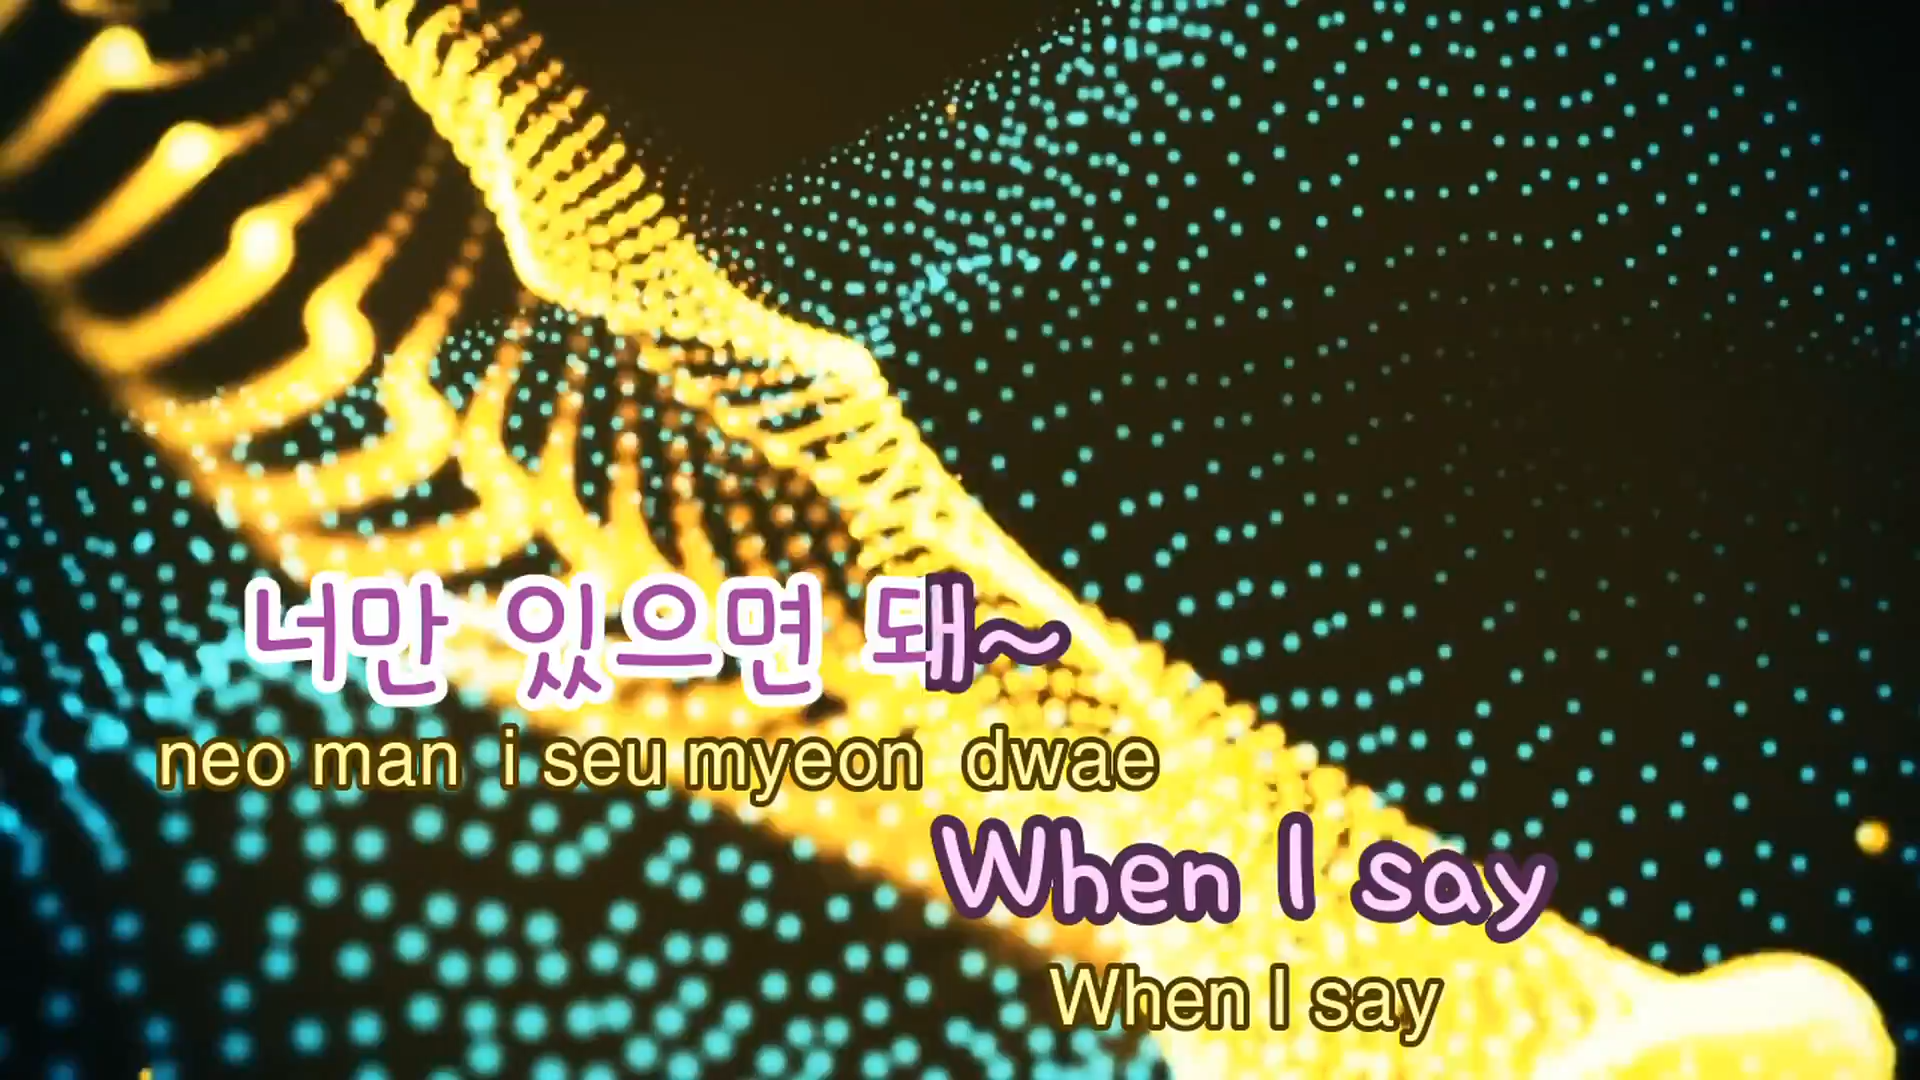 너만 있으면 돼~
neo man i seu myeon dwae
When I say
When I say